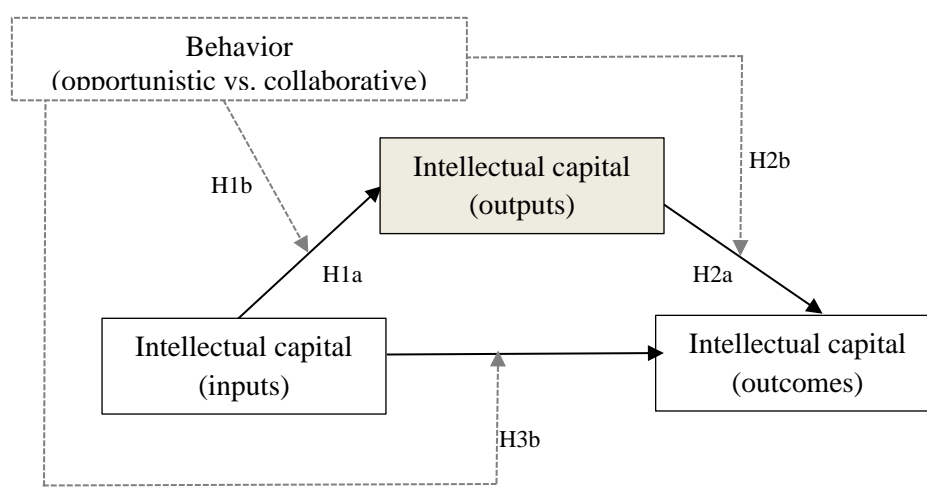 Behavior
(opportunistic vs. collaborative)
Intellectual capital
(outputs)
H2b
H1b
H1a
H2a
Intellectual capital
(inputs)
Intellectual capital
(outcomes)
H3b